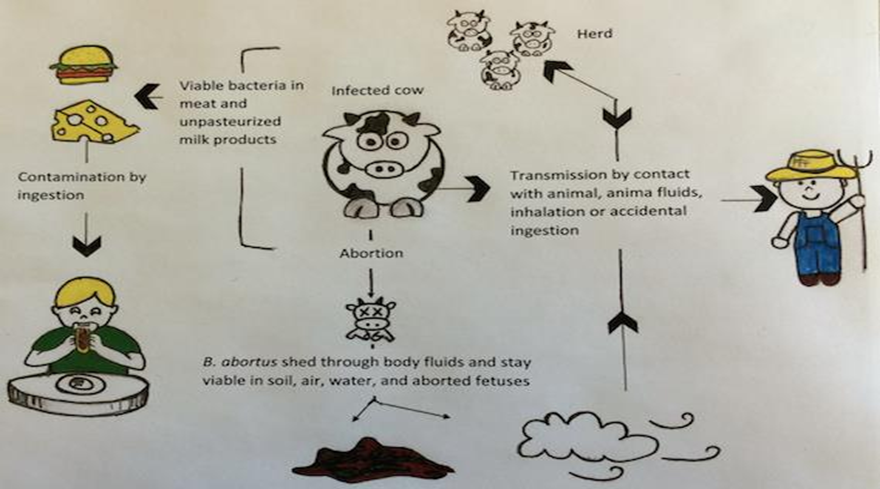 Herd
Viable bacteria in
meat and
unpasteurized
milk products
Infected cow
Contamination by
ingestion
Transmission by contact
with animal, anima fluids,
inhalation or accidental
ingestion
Abortion
B. abortus shed through body fluids and stay
viable in soil, air, water, and aborted fetuses